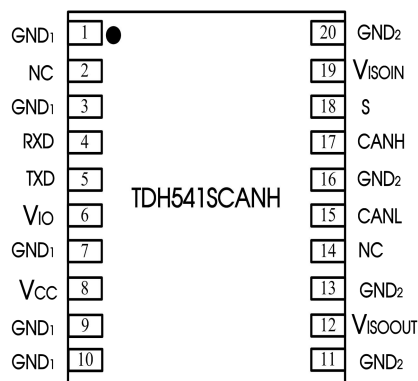 GND1 1 20 GND2
NC 2 19 VISOIN
GND1 3 18 S
RXD 4 17 CANH
TXD 5 16 GND2
TDH541SCANH
VIO 6 15 CANL
GND1 7 14 NC
VCC 8 13 GND2
GND1 9 12 VISOOUT
GND1 10 11 GND2